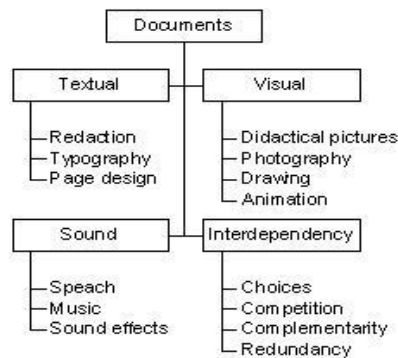 Documents
Textual
Redaction
Typography
Page design
Visual
Didactical pictures
Photography
Drawing
Animation
Sound
Speach
Music
Sound effects
Interdependency
Choices
Competition
Complementarity
Redundancy